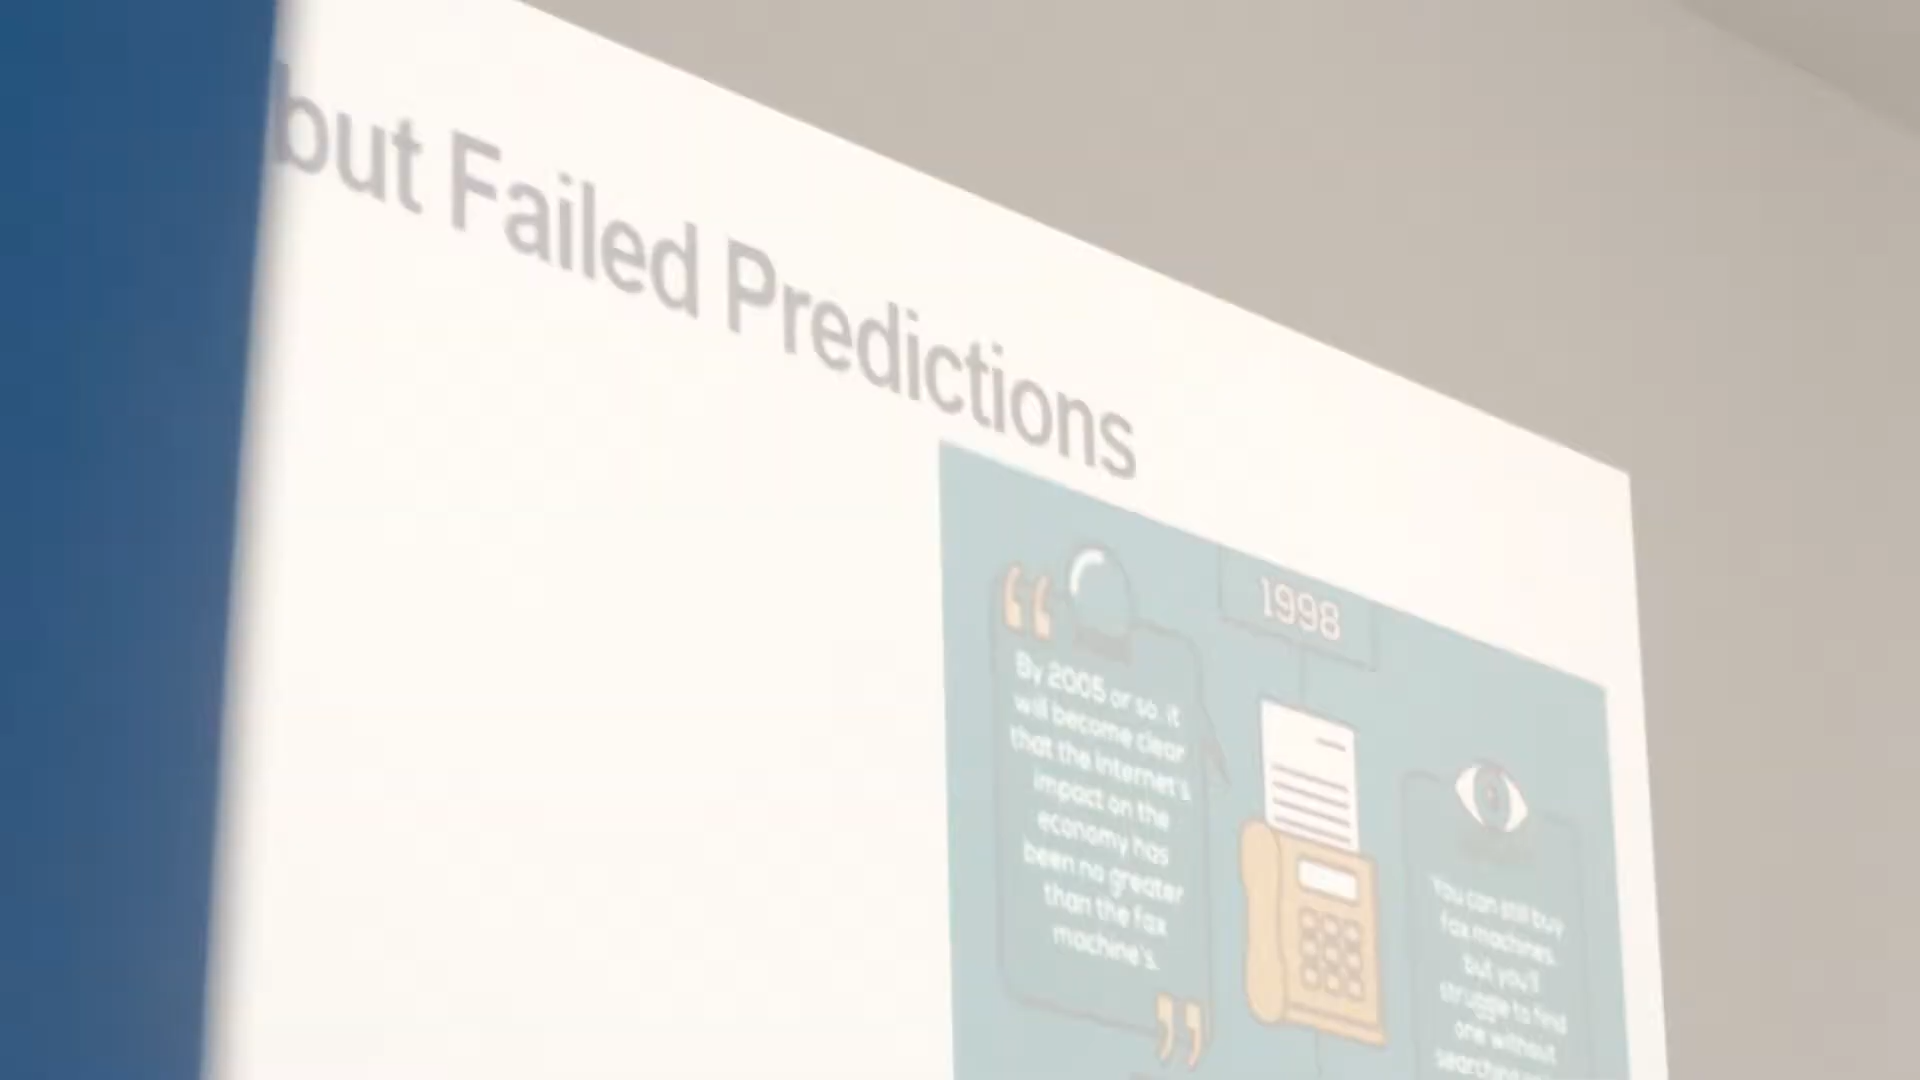 but Failed Predictions
1998
“
By 2005 or so, it
will become clear
that the internet's
impact on the
economy has
been no greater
than the fax
machine's.
”
You can still buy
fax machines,
but you'll
struggle to find
one without
searching